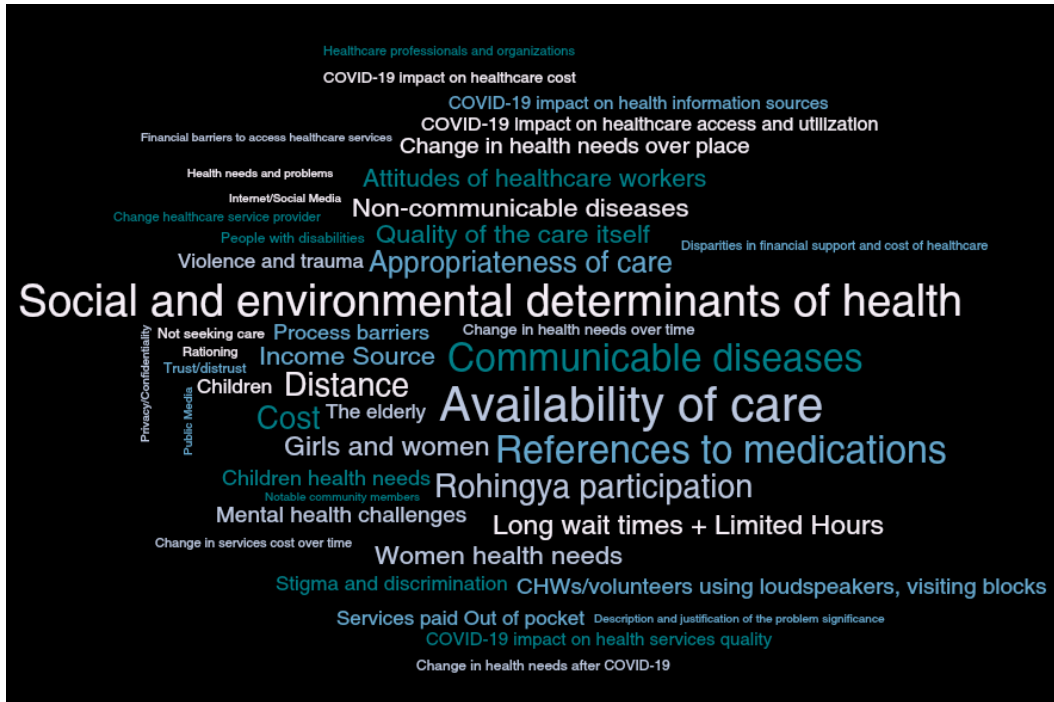 Healthcare professionals and organizations
COVID-19 impact on healthcare cost
COVID-19 impact on health information sources
COVID-19 impact on healthcare access and utilization
Financial barriers to access healthcare services
Change in health needs over place
Health needs and problems
Attitudes of healthcare workers
Internet/Social Media
Non-communicable diseases
Change healthcare service provider
People with disabilities
Quality of the care itself
Disparities in financial support and cost of healthcare
Violence and trauma
Appropriateness of care
Social and environmental determinants of health
Privacy/Confidentiality
Not seeking care
Process barriers
Change in health needs over time
Rationing
Income Source
Communicable diseases
Trust/distrust
Public Media
Children
Distance
Availability of care
Cost
The elderly
Girls and women
References to medications
Children health needs
Rohingya participation
Notable community members
Mental health challenges
Long wait times + Limited Hours
Change in services cost over time
Women health needs
Stigma and discrimination
CHWs/volunteers using loudspeakers, visiting blocks
Services paid Out of pocket
Description and justification of the problem significance
COVID-19 impact on health services quality
Change in health needs after COVID-19